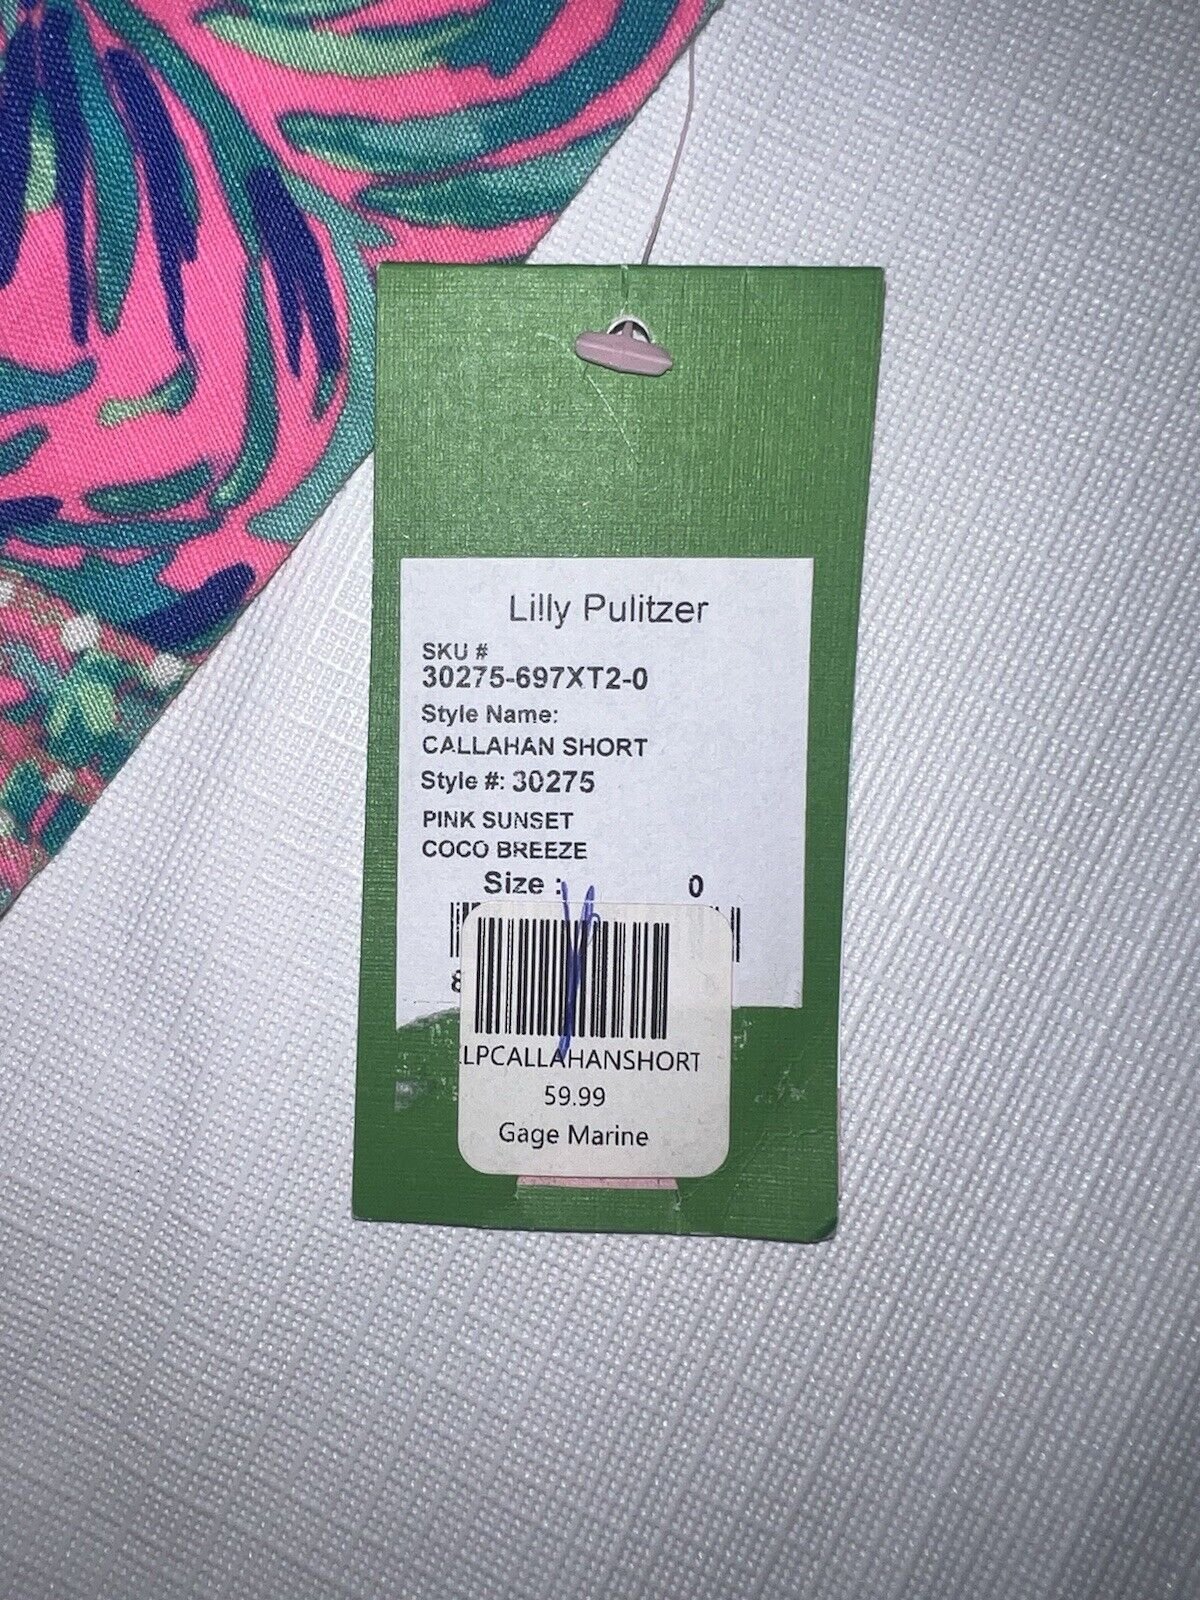 Lilly Pulitzer
SKU #
30275-697XT2-0
Style Name:
CALLAHAN SHORT
Style #: 30275
PINK SUNSET
COCO BREEZE
Size : 0
8
LPCALLAHANSHORT
59.99
Gage Marine